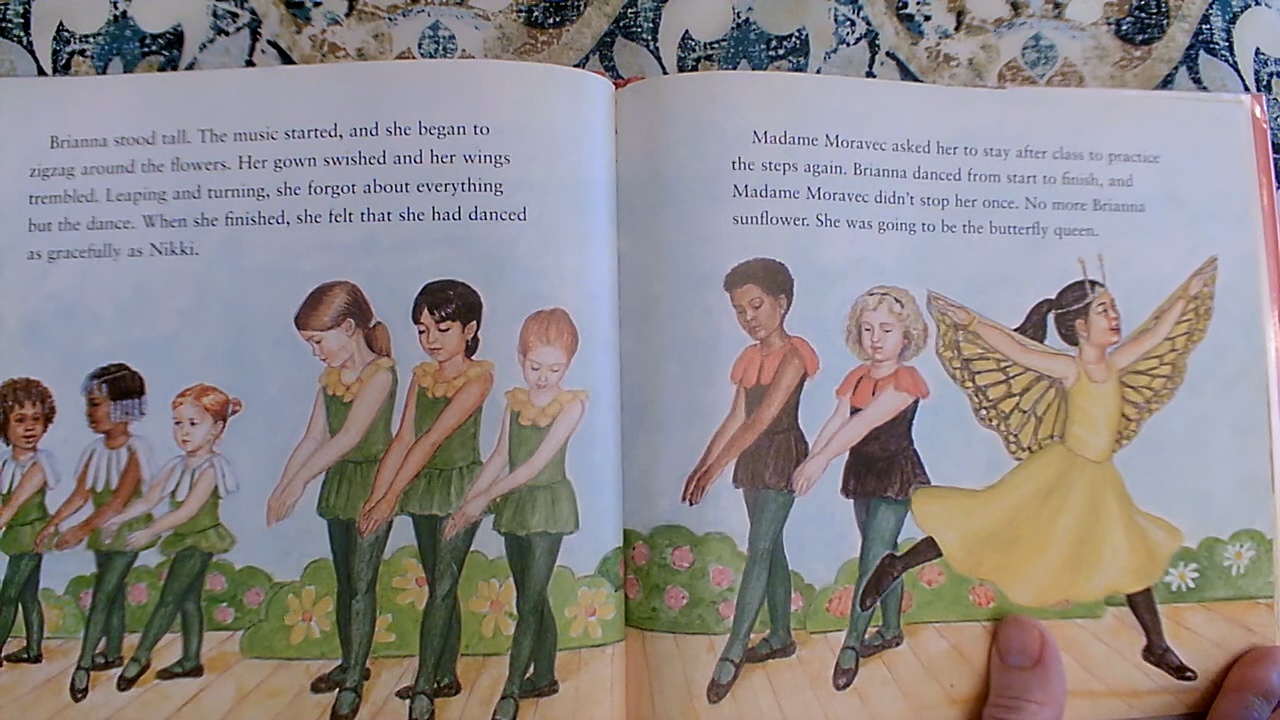 Brianna stood tall. The music started, and she began to
zigzag around the flowers. Her gown swished and her wings
trembled. Leaping and turning, she forgot about everything
but the dance. When she finished, she felt that she had danced
as gracefully as Nikki.
Madame Moravec asked her to stay after class to practice
the steps again. Brianna danced from start to finish, and
Madame Moravec didn't stop her once. No more Brianna
sunflower. She was going to be the butterfly queen.